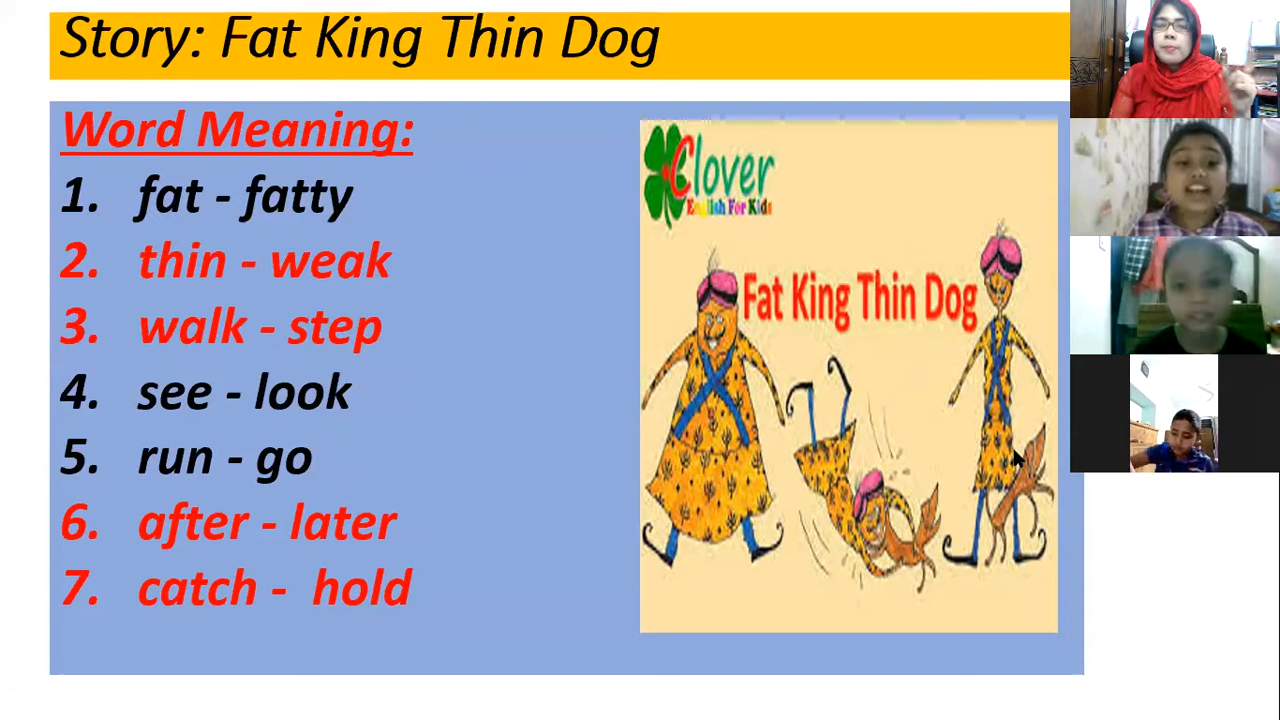 Story: Fat King Thin Dog
Word Meaning:
1. fat - fatty
2. thin - weak
3. walk - step
4. see - look
5. run - go
6. after - later
7. catch - hold
Clover
English For Kids
Fat King Thin Dog